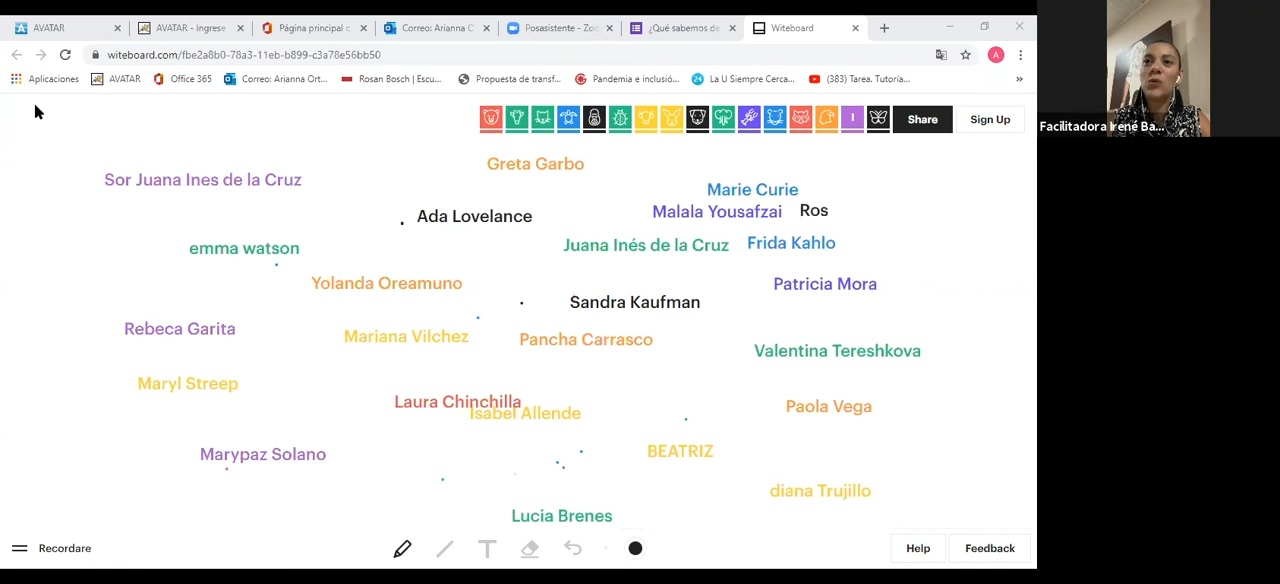 AVATAR
AVATAR - Ingrese
Página principal c
Correo: Arianna C
Posasistente - Zoo
¿Qué sabemos de
Witeboard
witeboard.com/fbe2a8b0-78a3-11eb-b899-c3a78e56bb50
A
Aplicaciones
AVATAR
Office 365
Correo: Arianna Ort...
Rosan Bosch | Escu...
Propuesta de transf...
Pandemia e inclusió...
24
La U Siempre Cerca...
(383) Tarea. Tutoría...
»
I
Share
Sign Up
Facilitadora Irené Ba...
Greta Garbo
Sor Juana Ines de la Cruz
Marie Curie
Malala Yousafzai
Ros
Ada Lovelance
emma watson
Juana Inés de la Cruz
Frida Kahlo
Yolanda Oreamuno
Patricia Mora
Sandra Kaufman
Rebeca Garita
Mariana Vilchez
Pancha Carrasco
Valentina Tereshkova
Maryl Streep
Laura Chinchilla
Isabel Allende
Paola Vega
Marypaz Solano
BEATRIZ
diana Trujillo
Lucia Brenes
Recordare
T
Help
Feedback